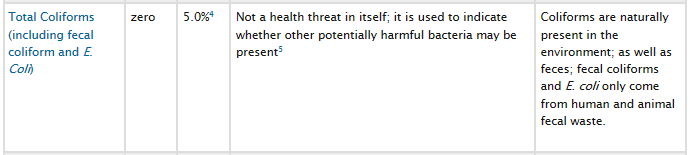 Total Coliforms
(including fecal
coliform and E.
Coli)
zero
5.0%4
Not a health threat in itself; it is used to indicate
whether other potentially harmful bacteria may be
present5
Coliforms are naturally
present in the
environment; as well as
feces; fecal coliforms
and E. coli only come
from human and animal
fecal waste.